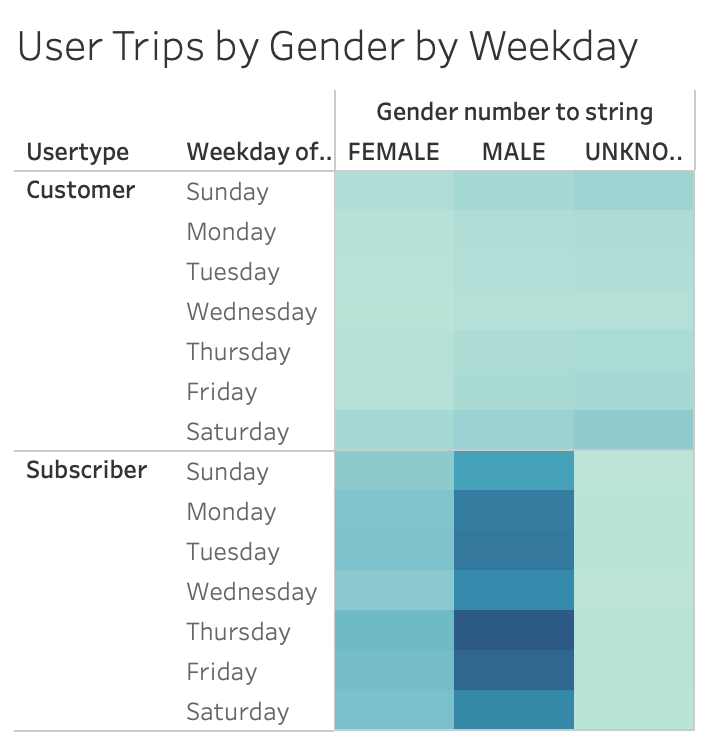 User Trips by Gender by Weekday
Gender number to string
Usertype Weekday of.. FEMALE MALE UNKNO..
Customer Sunday
Monday
Tuesday
Wednesday
Thursday
Friday
Saturday
Subscriber Sunday
Monday
Tuesday
Wednesday
Thursday
Friday
Saturday